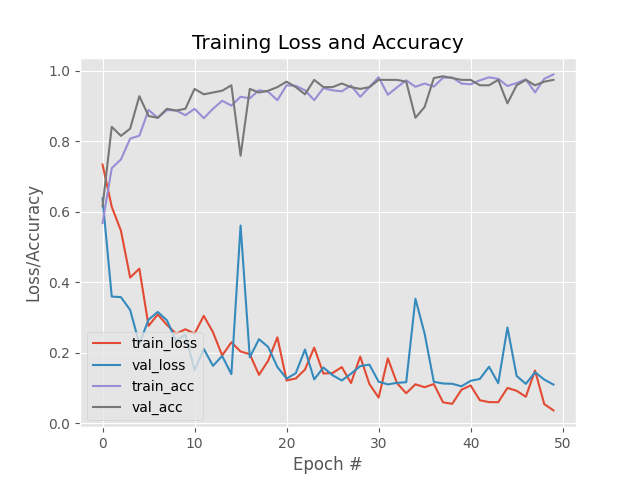 Training Loss and Accuracy
1.0
0.8
0.6
0.4
0.2
0.0
Loss/Accuracy
train_loss
val_loss
train_acc
val_acc
0 10 20 30 40 50
Epoch #